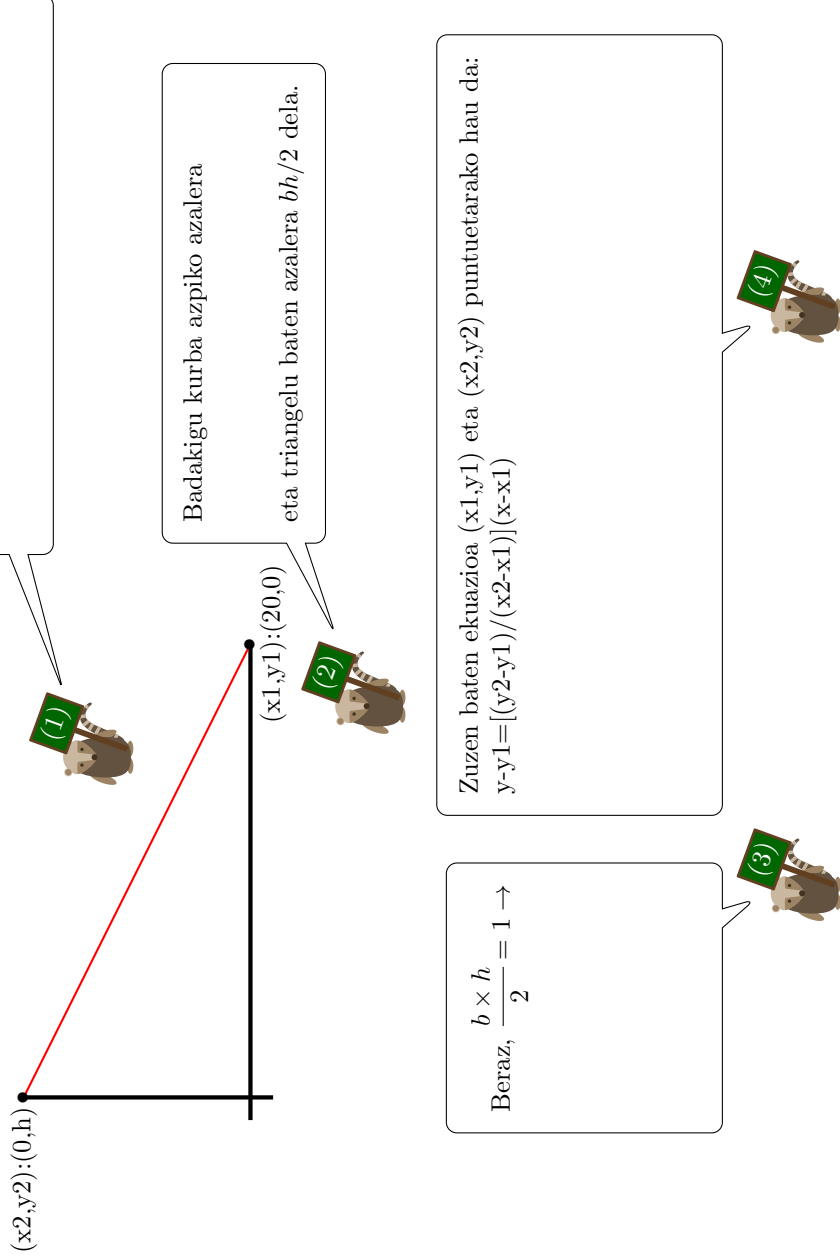 (1)
(x2,y2):(0,h)
(x1,y1):(20,0)
Badakigu kurba azpiko azalera
eta triangelu baten azalera bh/2 dela.
(2)
Beraz, \frac{b × h}{2} = 1 →
(3)
Zuzen baten ekuazioa (x1,y1) eta (x2,y2) puntuetarako hau da:
y-y1=[(y2-y1)/(x2-x1)](x-x1)
(4)